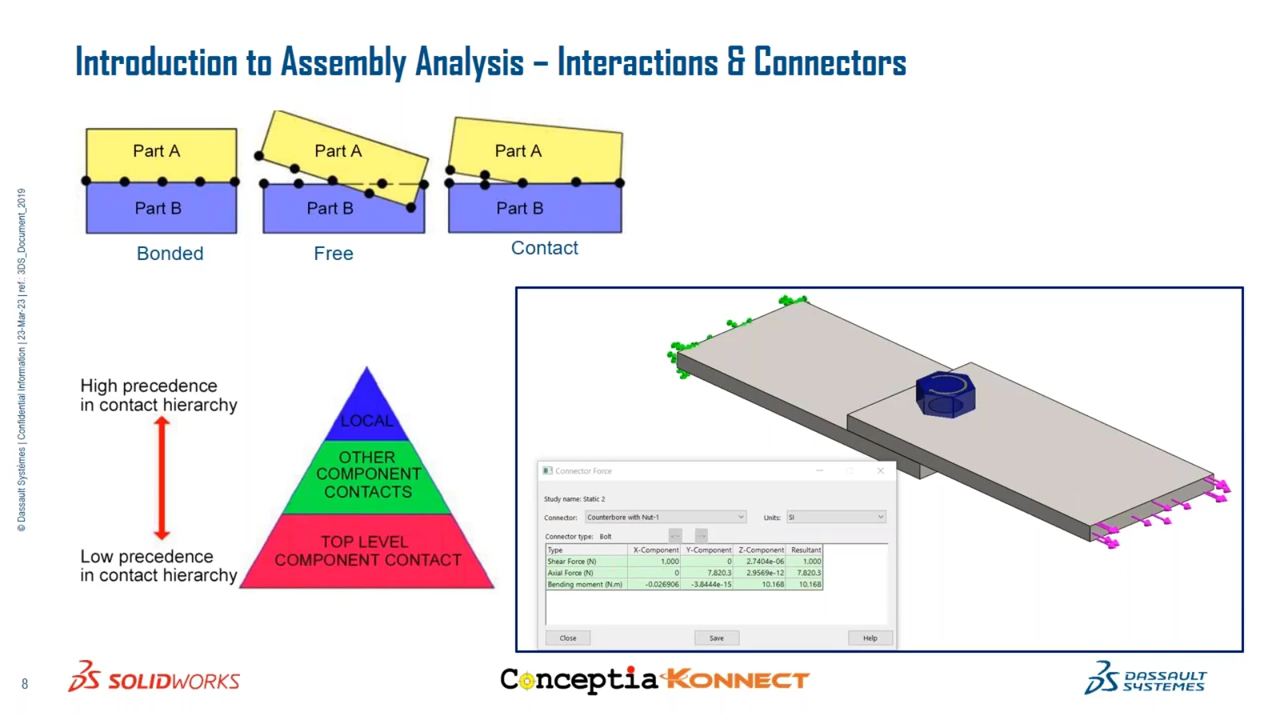 Introduction to Assembly Analysis – Interactions & Connectors
Part A
Part B
Bonded
Part A
Part B
Free
Part A
Part B
Contact
High precedence
in contact hierarchy
Low precedence
in contact hierarchy
LOCAL
OTHER
COMPONENT
CONTACTS
TOP LEVEL
COMPONENT CONTACT
Connector Force
Study name: Static 2
Connector: Counterbore with Nut-1 Units: SI
Connector type: Bolt
Type X-Component Y-Component Z-Component Resultant
Shear Force (N) 1,000 0 2.7404e-06 1,000
Axial Force (N) 0 7,820.3 2.9569e-12 7,820.3
Bending moment (N.m) -0.026906 -3.8444e-15 10.168 10.168
Close Save Help
© Dassault Systèmes | Confidential Information | 23-Mar-23 | ref.: 3DS_Document_2019
8
SOLIDWORKS
Conceptia KONNECT
DASSAULT
SYSTEMES